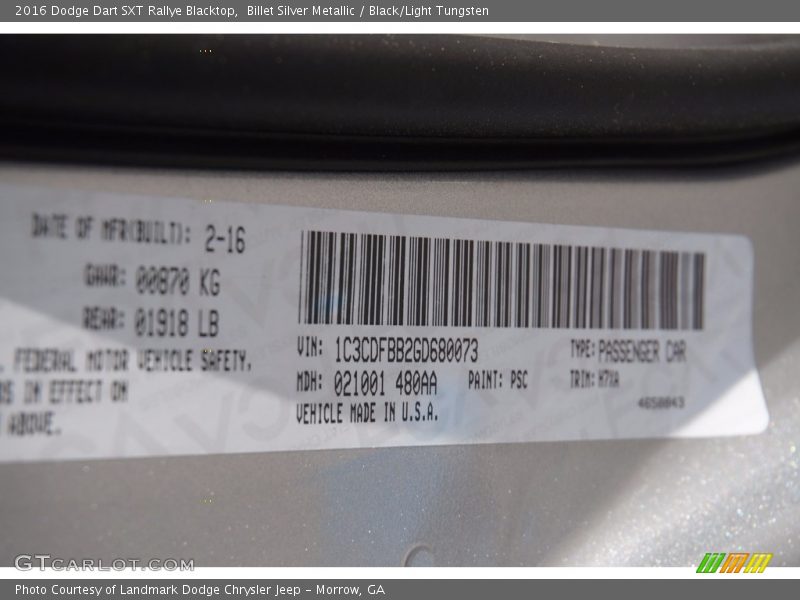 2016 Dodge Dart SXT Rallye Blacktop,  Billet Silver Metallic / Black/Light Tungsten
DATE OF MFR(BUILT): 2-16
GAWR: 00870 KG
REAR: 01918 LB
FEDERAL MOTOR VEHICLE SAFETY,
IN EFFECT ON
ABOVE.
VIN: 1C3CDFBB2GD680073
TYPE: PASSENGER CAR
MDH: 021001 480AA
PAINT: PSC
TRIM: H7XA
VEHICLE MADE IN U.S.A.
4650043
GTCARLOT.COM
Photo Courtesy of Landmark Dodge Chrysler Jeep – Morrow, GA